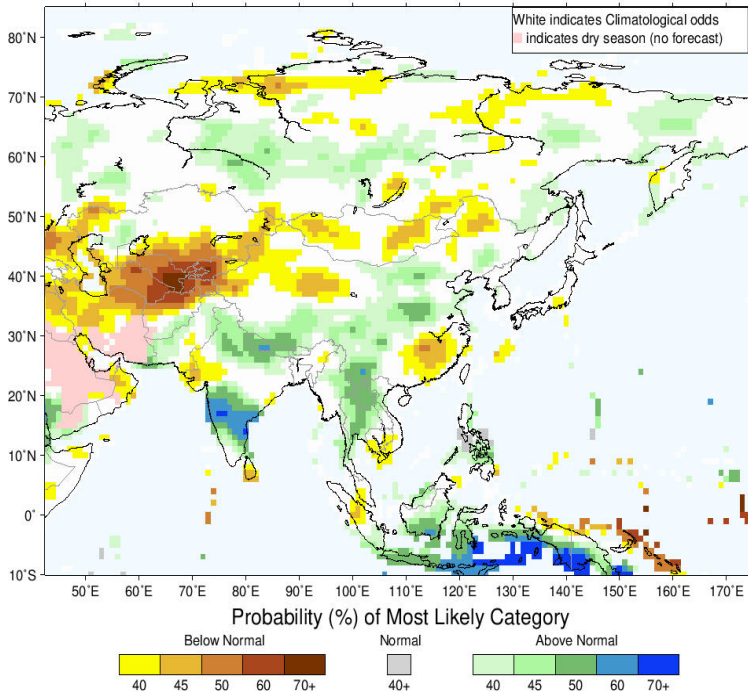 White indicates Climatological odds
indicates dry season (no forecast)
80˚N
70˚N
60˚N
50˚N
40˚N
30˚N
20˚N
10˚N
0˚
10˚S
50˚E 60˚E 70˚E 80˚E 90˚E 100˚E 110˚E 120˚E 130˚E 140˚E 150˚E 160˚E 170˚E
Probability (%) of Most Likely Category
Below Normal Normal Above Normal
40 45 50 60 70+ 40+ 40 45 50 60 70+